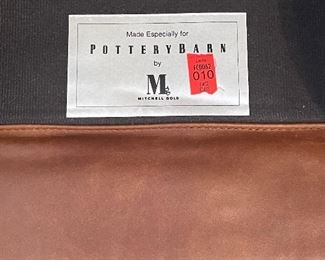 Made Especially for
POTTERYBARN
by
M
MITCHELL GOLD
010